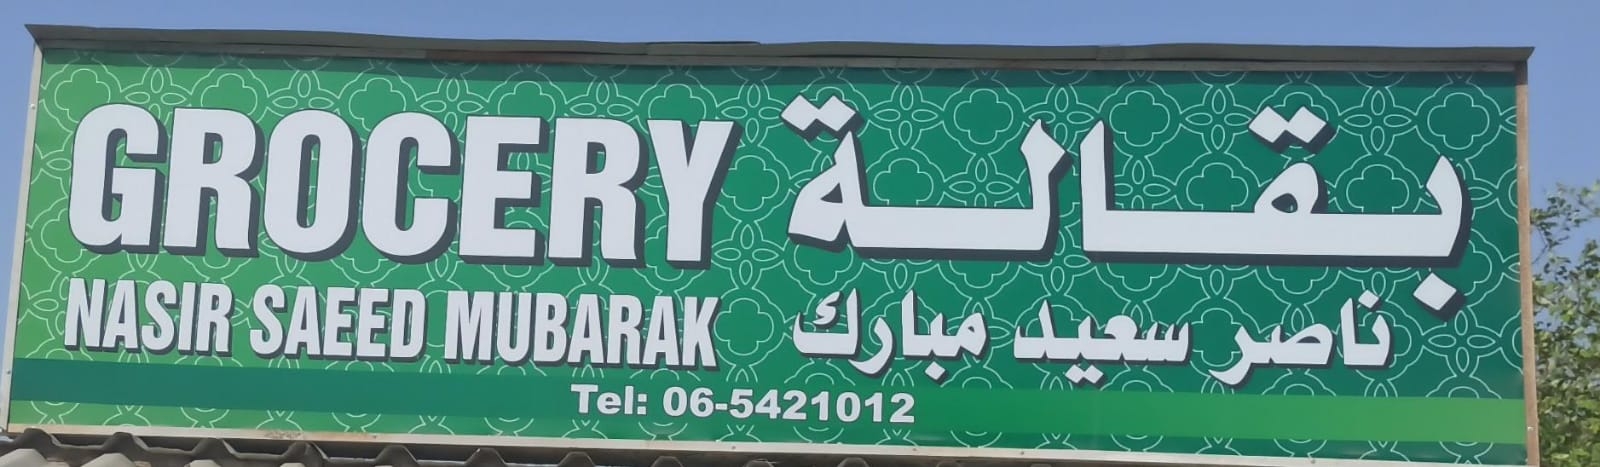 GROCERY بقالة
NASIR SAEED MUBARAK ناصر سعيد مبارك
Tel: 06-5421012